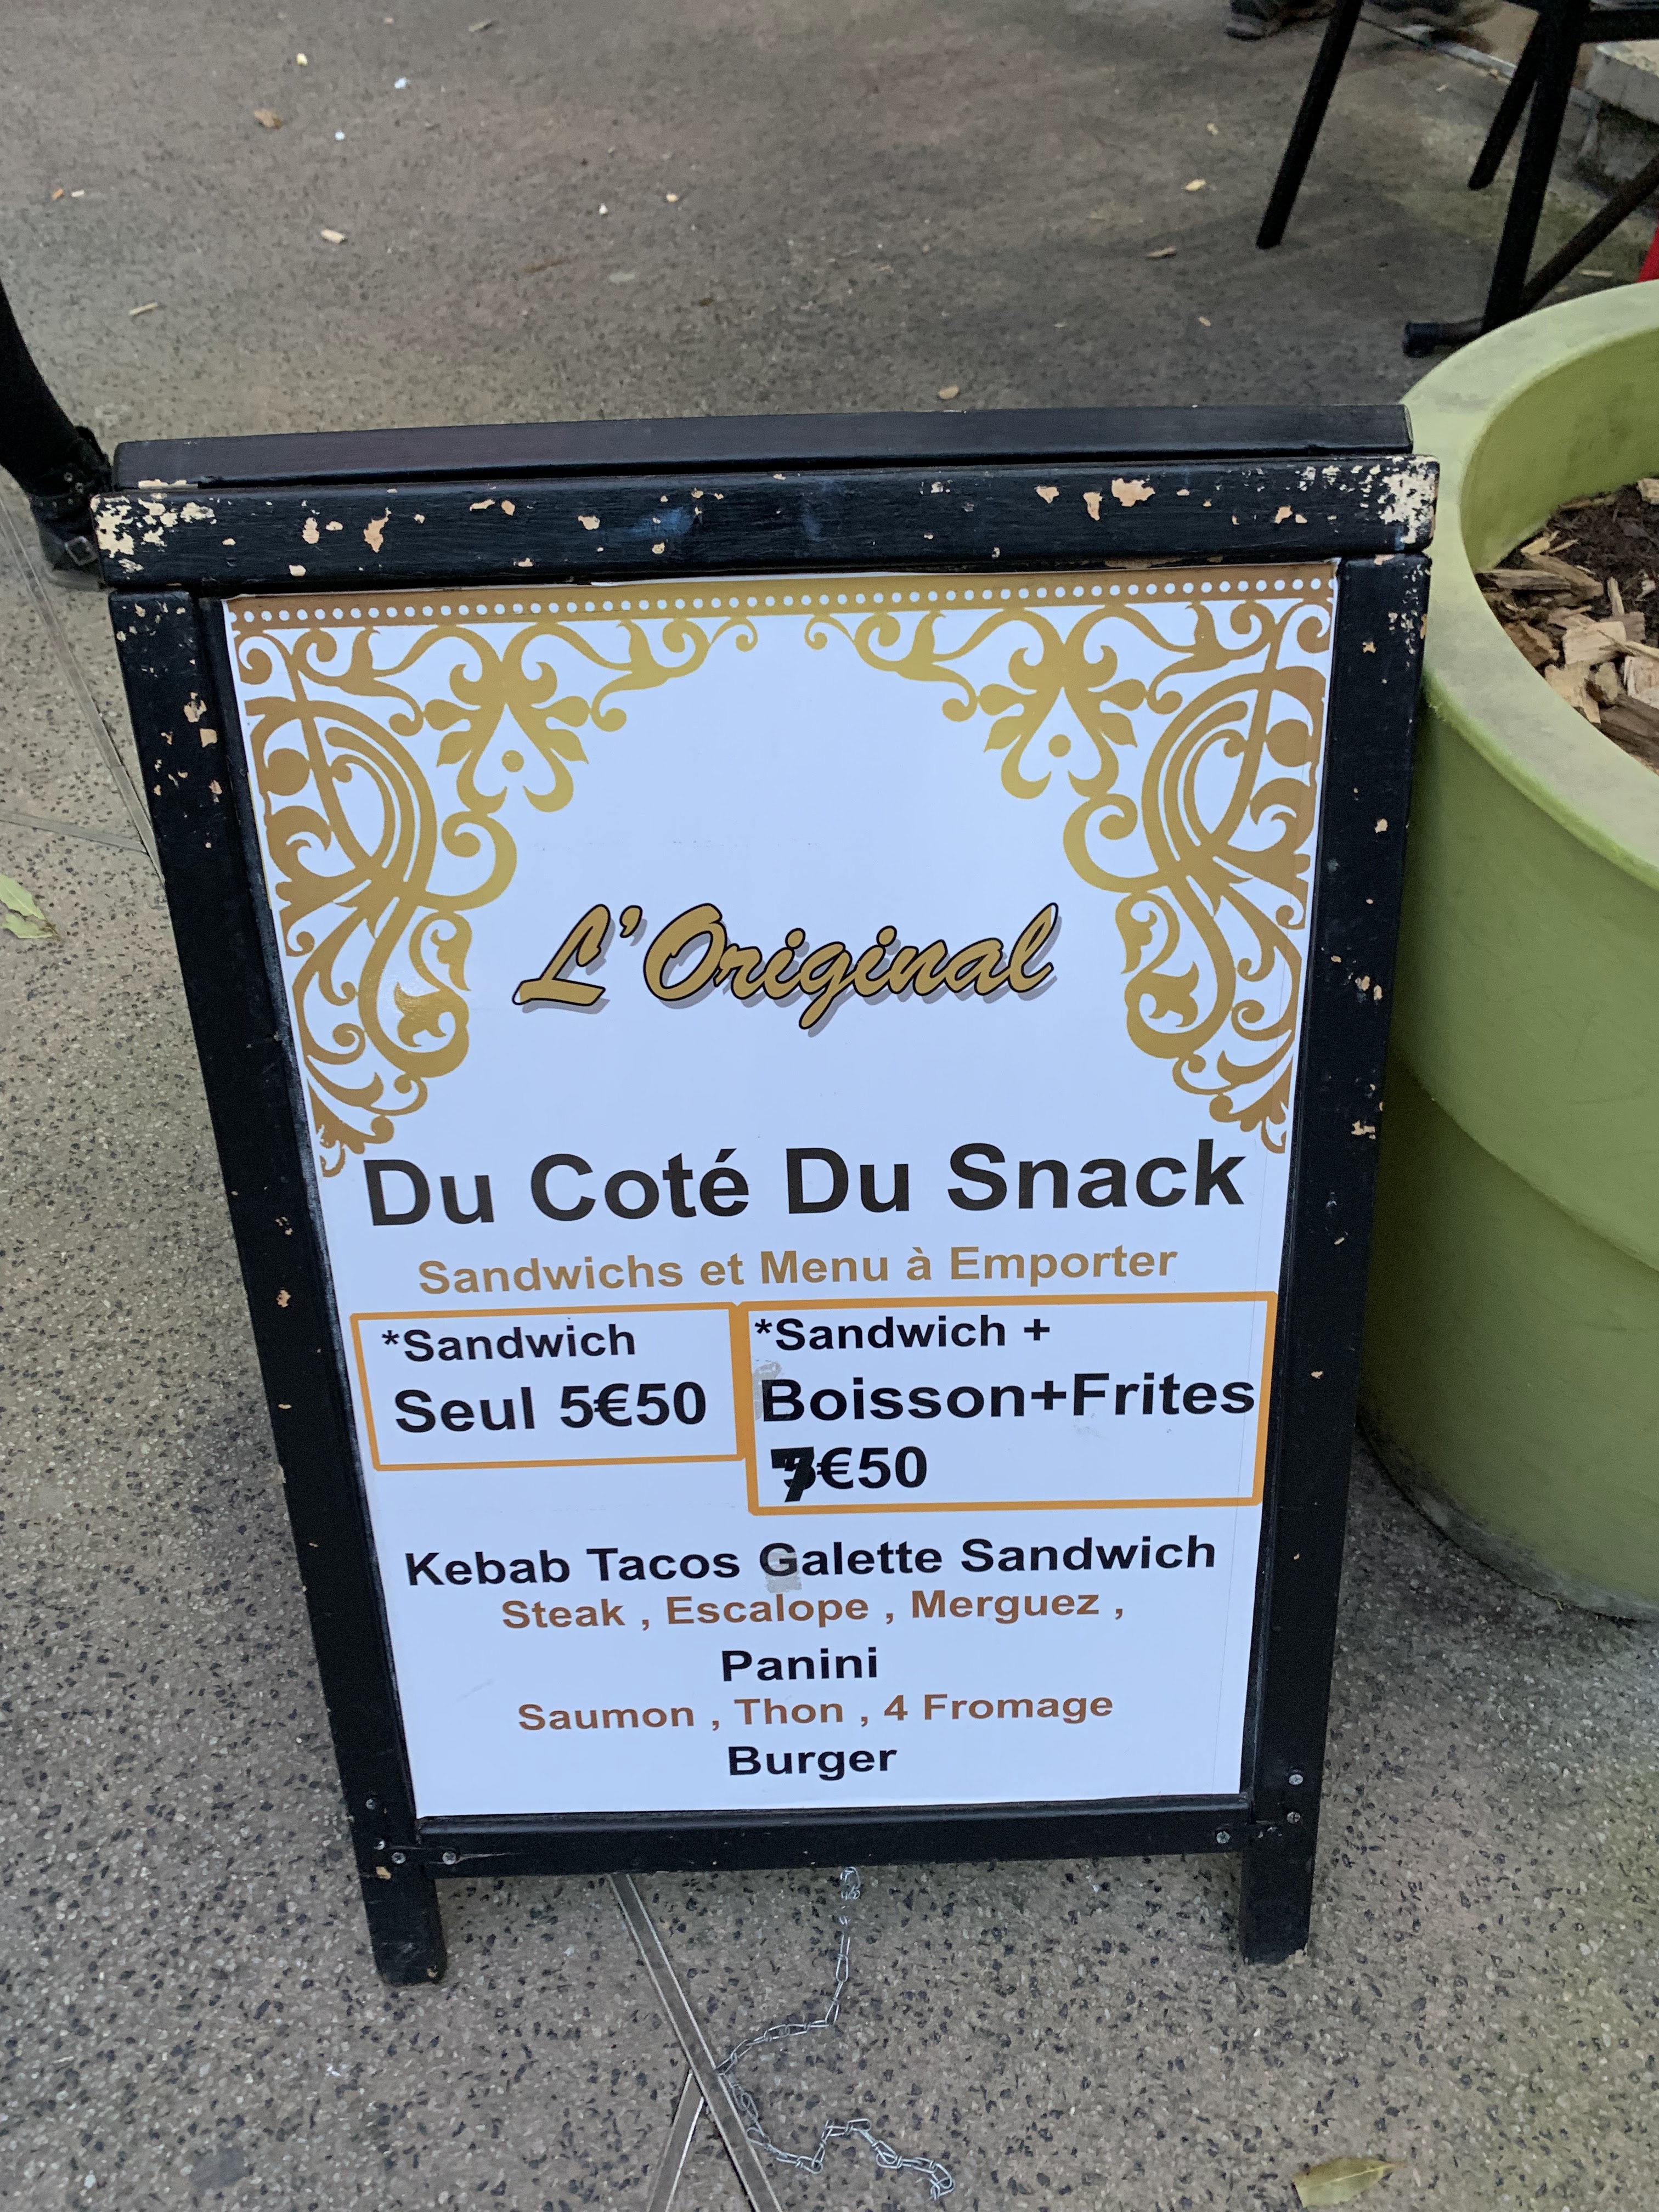 L'Original
Du Coté Du Snack
Sandwichs et Menu à Emporter
*Sandwich
Seul 5€50
*Sandwich +
Boisson+Frites
7€50
Kebab Tacos Galette Sandwich
Steak , Escalope , Merguez ,
Panini
Saumon , Thon , 4 Fromage
Burger